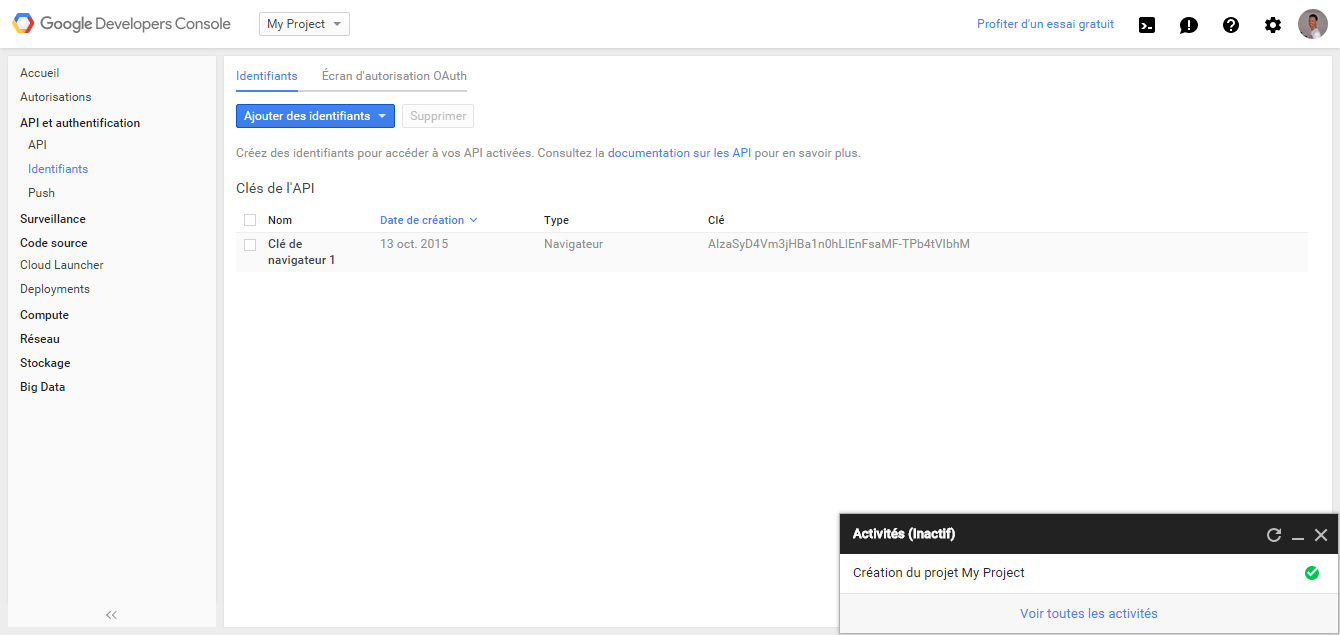 Google Developers Console
My Project
Profiter d'un essai gratuit
Accueil
Autorisations
API et authentification
API
Identifiants
Push
Surveillance
Code source
Cloud Launcher
Deployments
Compute
Réseau
Stockage
Big Data
Identifiants Écran d'autorisation OAuth
Ajouter des identifiants Supprimer
Créez des identifiants pour accéder à vos API activées. Consultez la documentation sur les API pour en savoir plus.
Clés de l'API
Nom Date de création Type Clé
Clé de 13 oct. 2015 Navigateur AIzaSyD4Vm3jHBa1n0hLlEnFsaMF-TPb4tVIbhM
navigateur 1
Activités (Inactif)
Création du projet My Project
Voir toutes les activités